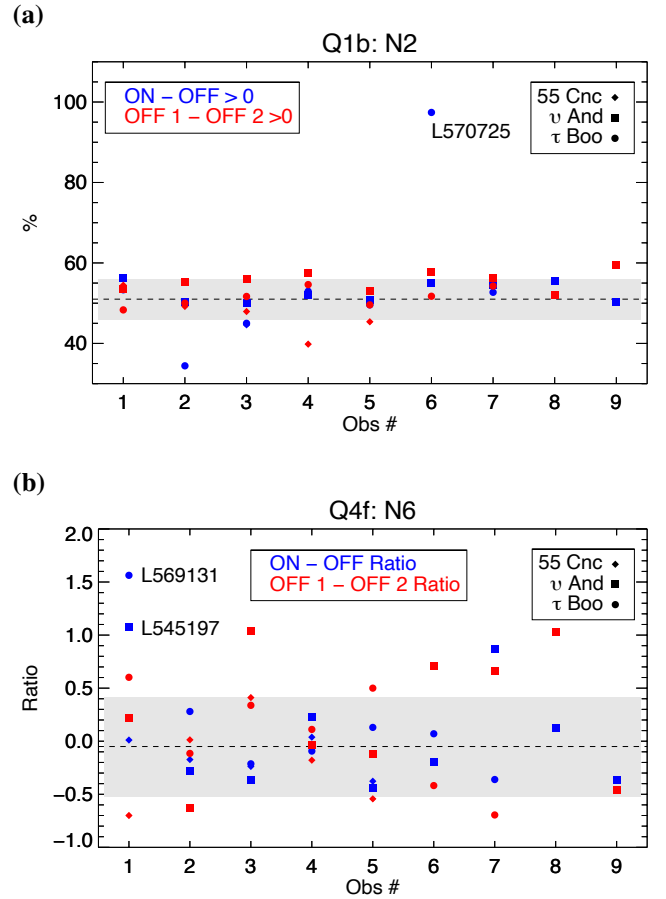 (a)
Q1b: N2
ON − OFF > 0
OFF 1 − OFF 2 >0
55 Cnc
υ And
τ Boo
L570725
100
80
60
40
%
1 2 3 4 5 6 7 8 9
Obs #
(b)
Q4f: N6
ON − OFF Ratio
OFF 1 − OFF 2 Ratio
55 Cnc
υ And
τ Boo
L569131
L545197
2.0
1.5
1.0
0.5
0.0
−0.5
−1.0
Ratio
1 2 3 4 5 6 7 8 9
Obs #